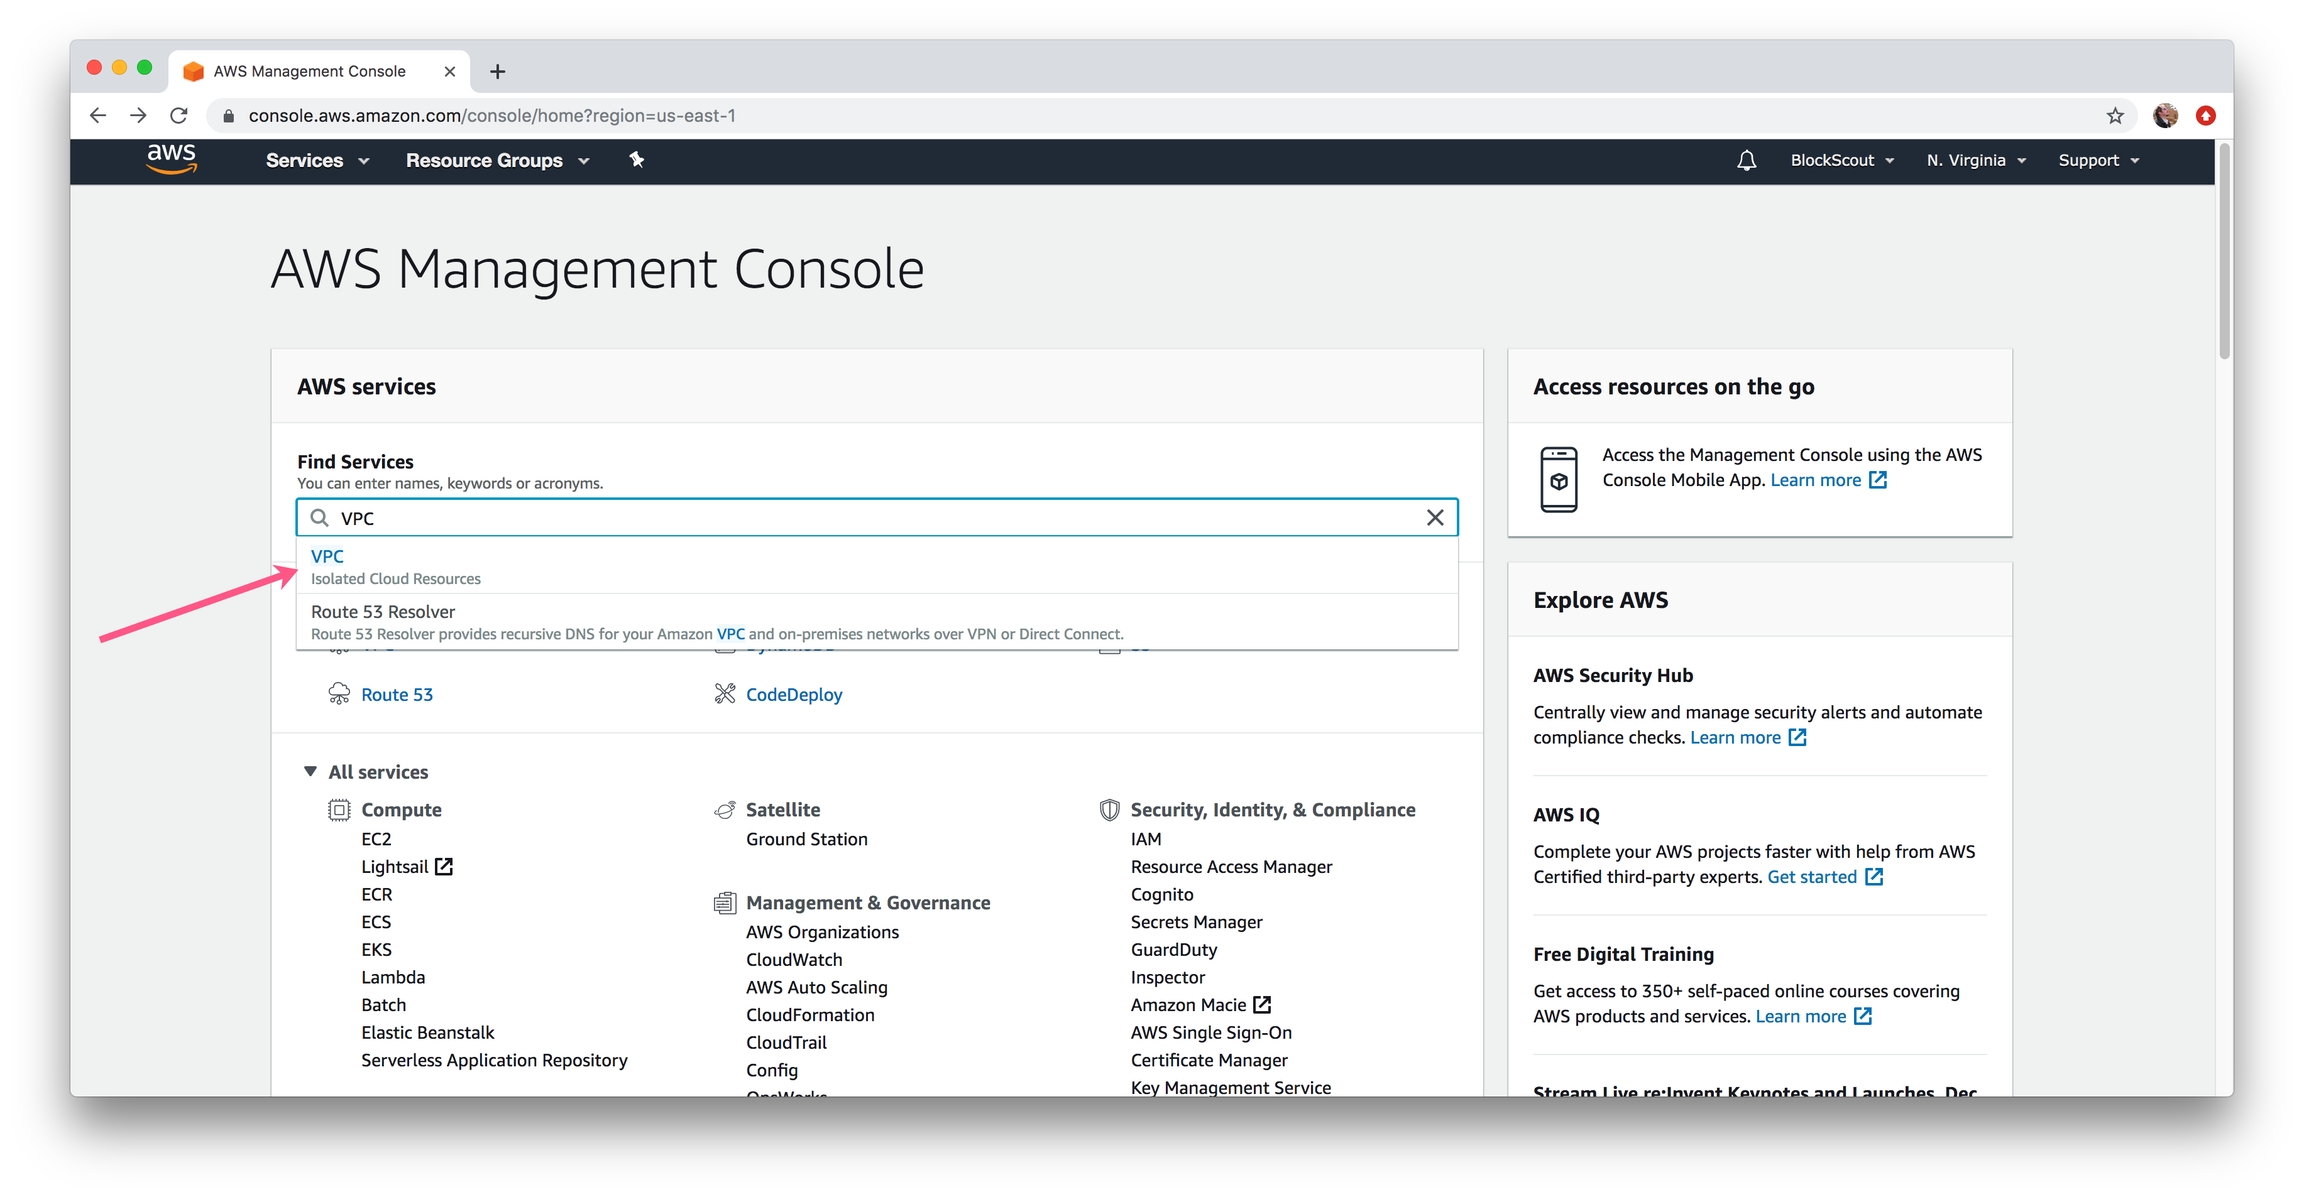 AWS Management Console
console.aws.amazon.com/console/home?region=us-east-1
aws
Services
Resource Groups
BlockScout
N. Virginia
Support
AWS Management Console
AWS services
Find Services
You can enter names, keywords or acronyms.
VPC
VPC
Isolated Cloud Resources
Route 53 Resolver
Route 53 Resolver provides recursive DNS for your Amazon VPC and on-premises networks over VPN or Direct Connect.
Route 53
CodeDeploy
All services
Compute
EC2
Lightsail
ECR
ECS
EKS
Lambda
Batch
Elastic Beanstalk
Serverless Application Repository
Satellite
Ground Station
Management & Governance
AWS Organizations
CloudWatch
AWS Auto Scaling
CloudFormation
CloudTrail
Config
OpsWorks
Security, Identity, & Compliance
IAM
Resource Access Manager
Cognito
Secrets Manager
GuardDuty
Inspector
Amazon Macie
AWS Single Sign-On
Certificate Manager
Key Management Service
Access resources on the go
Access the Management Console using the AWS
Console Mobile App. Learn more
Explore AWS
AWS Security Hub
Centrally view and manage security alerts and automate
compliance checks. Learn more
AWS IQ
Complete your AWS projects faster with help from AWS
Certified third-party experts. Get started
Free Digital Training
Get access to 350+ self-paced online courses covering
AWS products and services. Learn more
Stream Live re:Invent Keynotes and Launches, Dec